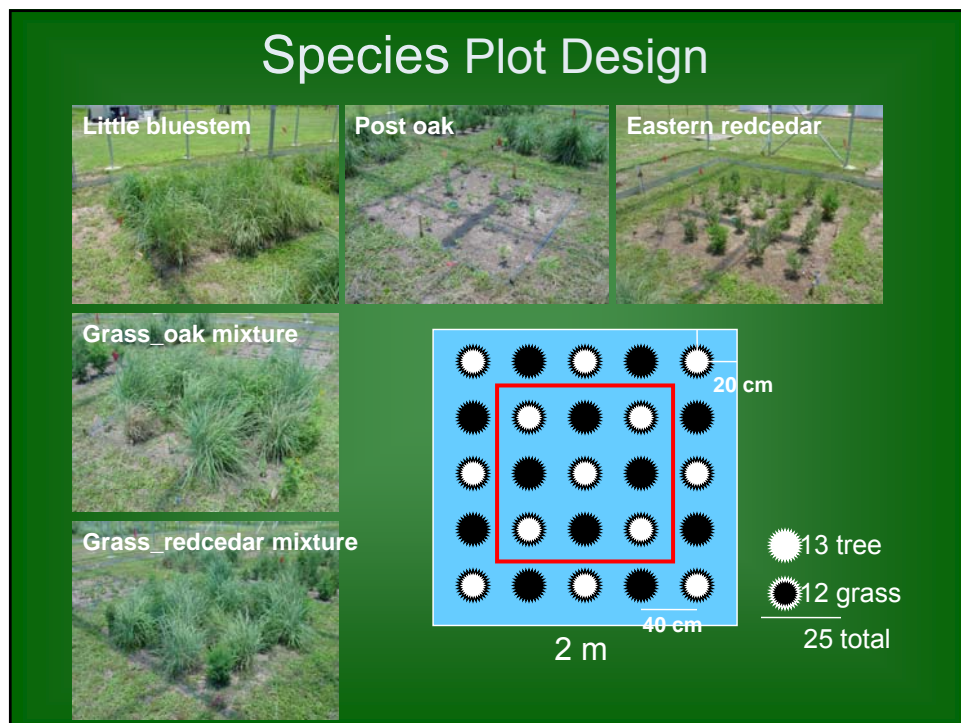 Species Plot Design
Little bluestem
Post oak
Eastern redcedar
Grass_oak mixture
Grass_redcedar mixture
20 cm
40 cm
2 m
13 tree
12 grass
25 total